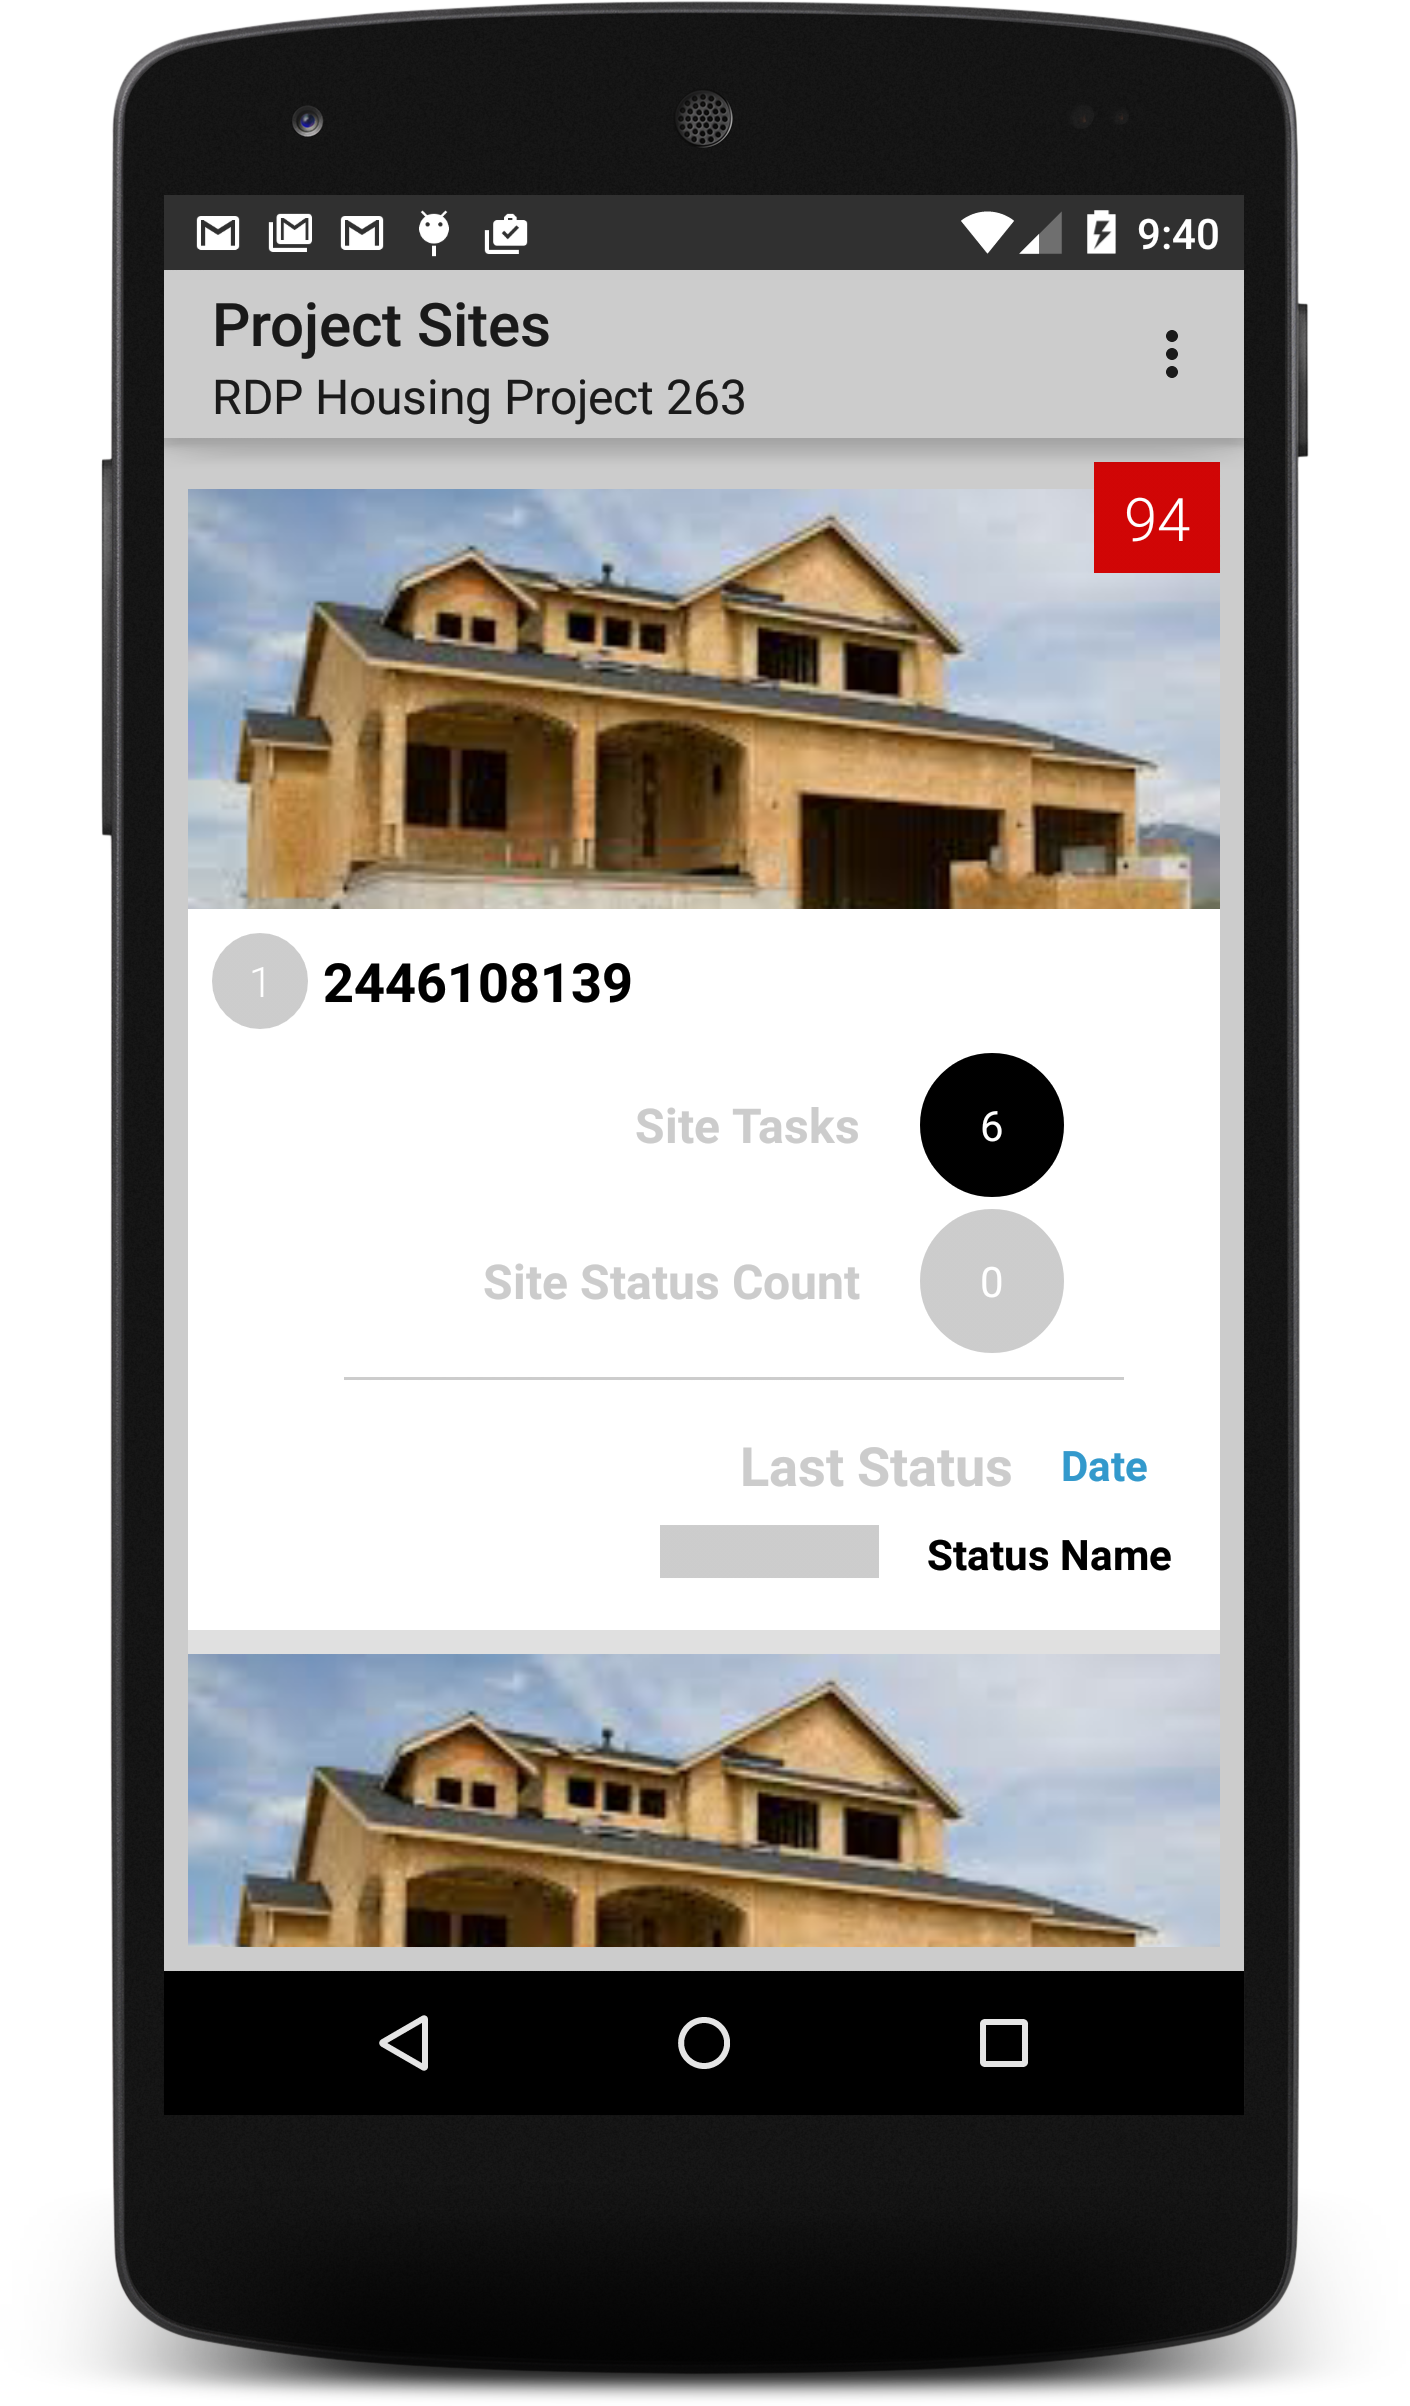 9:40
Project Sites
RDP Housing Project 263
94
1 2446108139
Site Tasks 6
Site Status Count 0
Last Status Date
Status Name